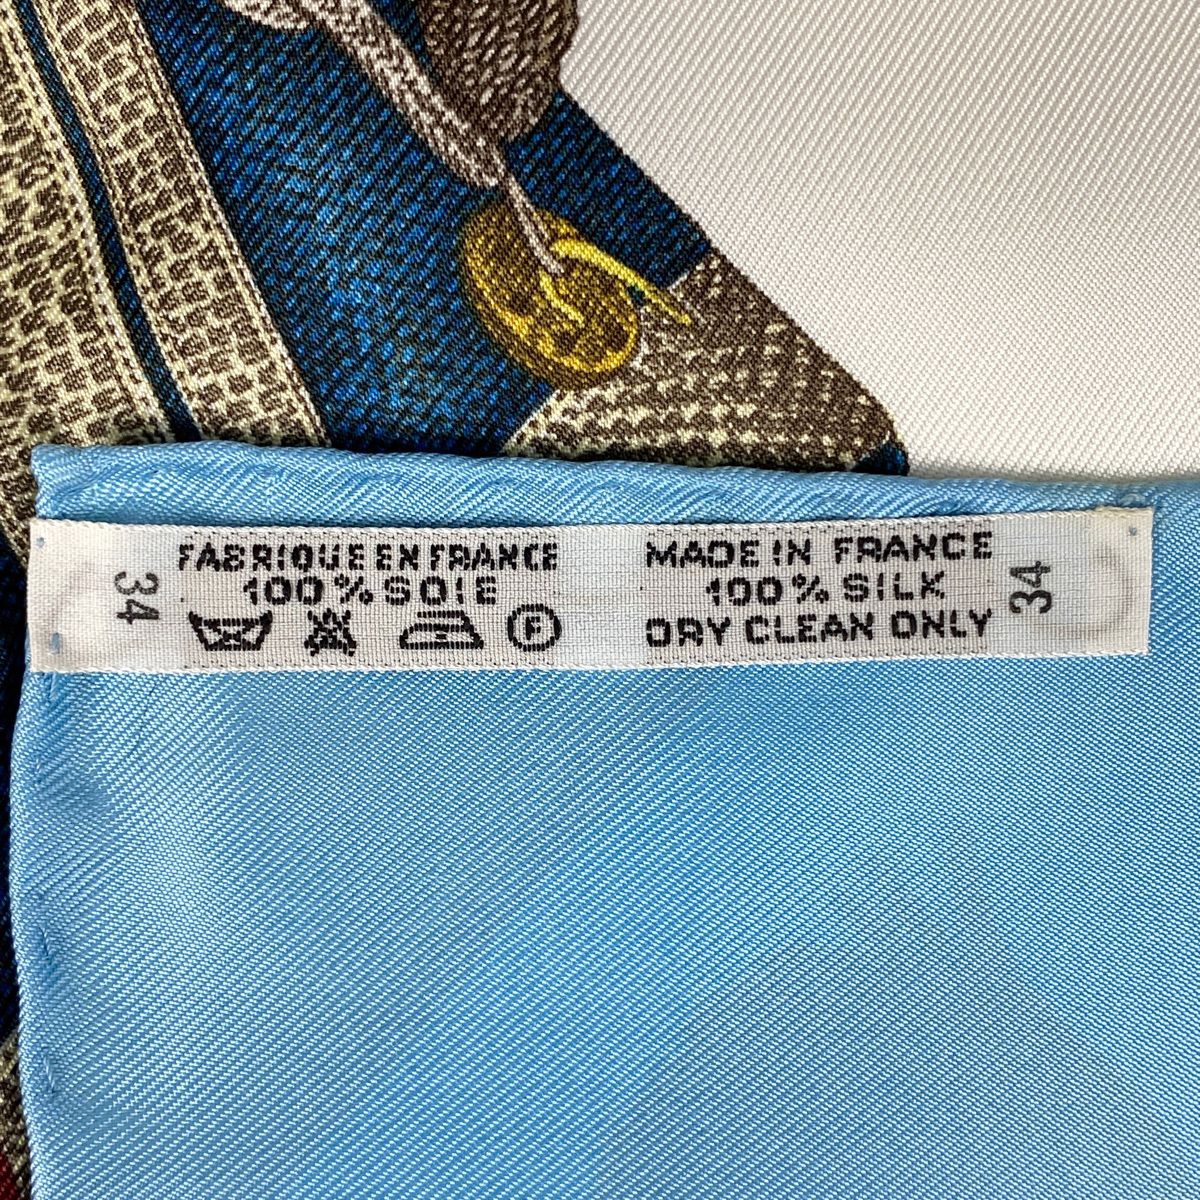 FABRIQUE EN FRANCE
100% SOIE
F
34
MADE IN FRANCE
100% SILK
DRY CLEAN ONLY
34